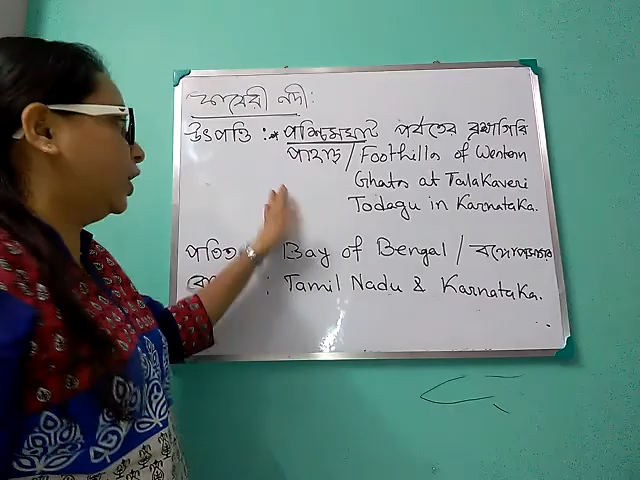 কাবেরী নদী:
উৎপত্তি : * পশ্চিমঘাট পর্বতের ব্রহ্মগিরি
পাহাড় / Foothills of Western
Ghats at Talakaveri
Todagu in Karnataka.
পতিত Bay of Bengal / বঙ্গোপসাগর
: Tamil Nadu & Karnataka.